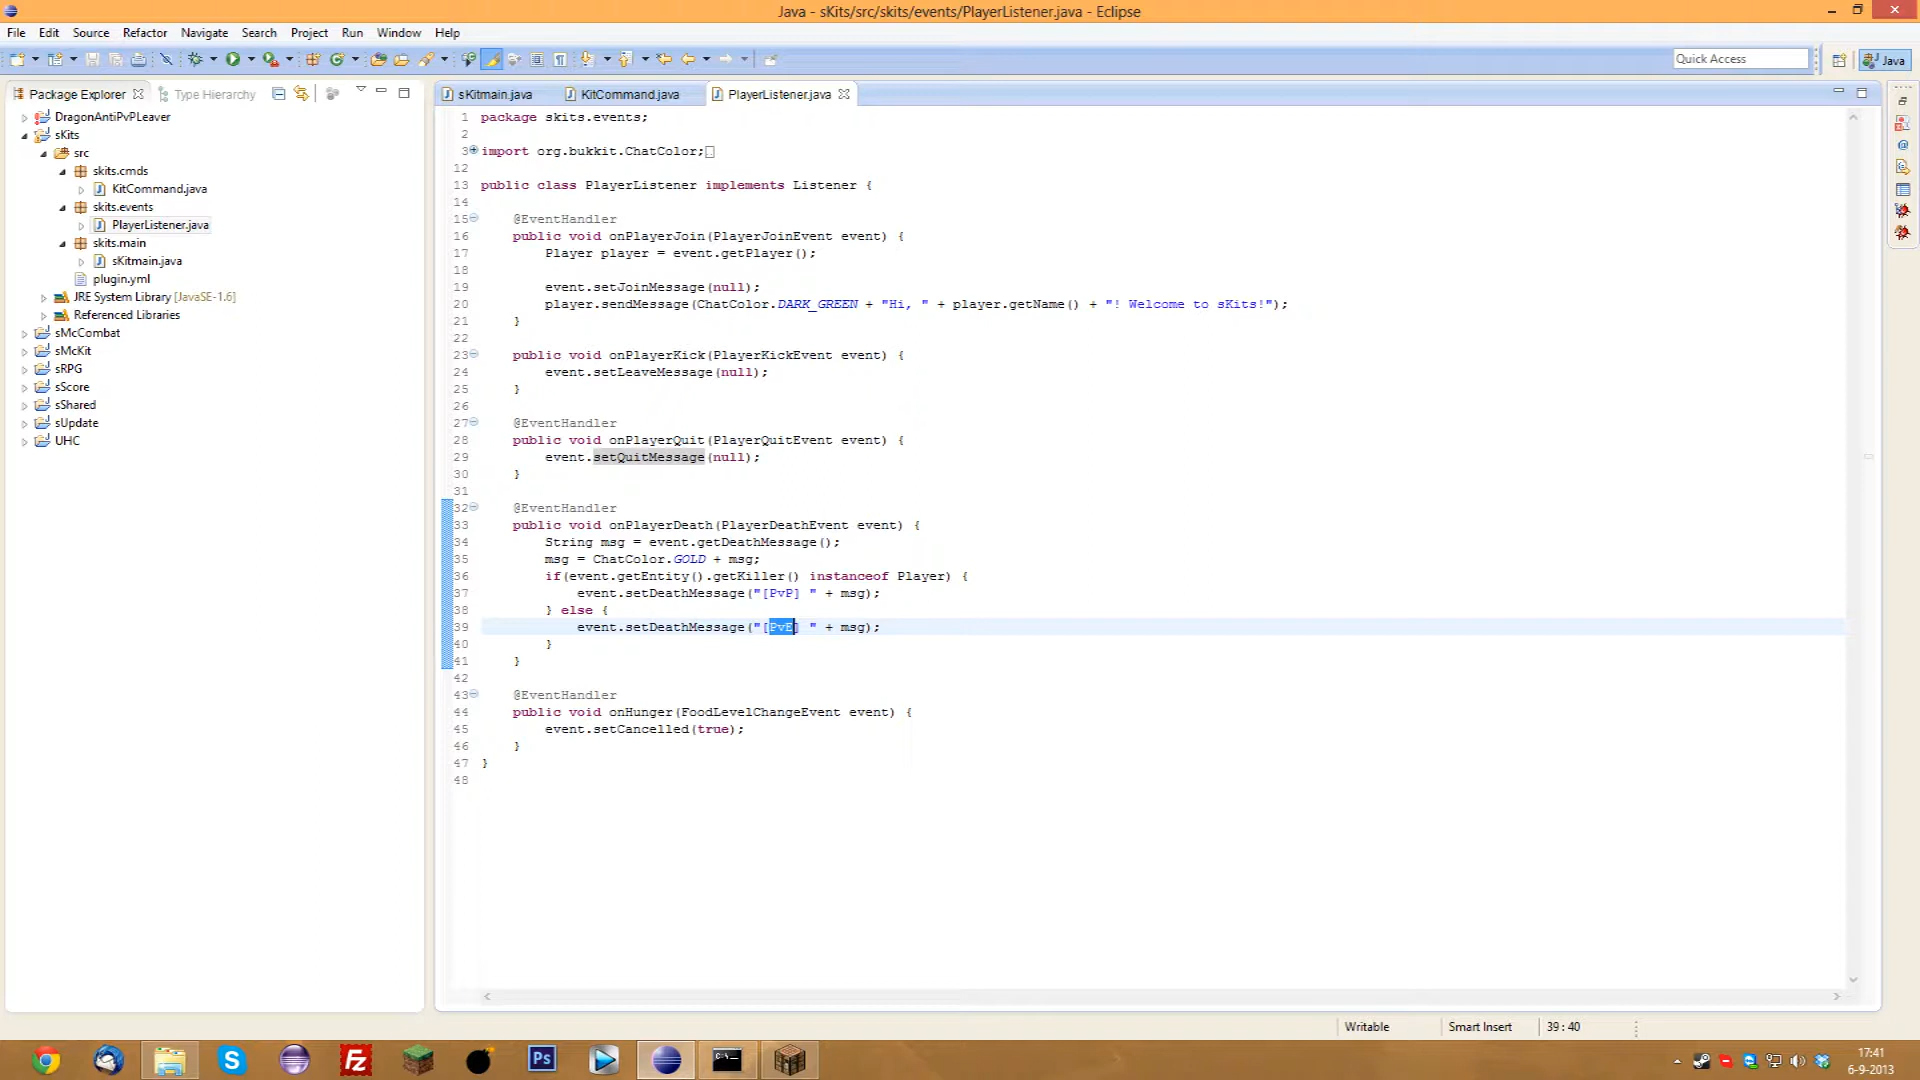 Java - sKits/src/skits/events/PlayerListener.java - Eclipse
File Edit Source Refactor Navigate Search Project Run Window Help
Quick Access
Java
Package Explorer
Type Hierarchy
sKitmain.java
KitCommand.java
PlayerListener.java
DragonAntiPvPLeaver
sKits
src
skits.cmds
KitCommand.java
skits.events
PlayerListener.java
skits.main
sKitmain.java
plugin.yml
JRE System Library [JavaSE-1.6]
Referenced Libraries
sMcCombat
sMcKit
sRPG
sScore
sShared
sUpdate
UHC
1 package skits.events;
2
3 import org.bukkit.ChatColor;
12
13 public class PlayerListener implements Listener {
14
15 @EventHandler
16 public void onPlayerJoin(PlayerJoinEvent event) {
17 Player player = event.getPlayer();
18
19 event.setJoinMessage(null);
20 player.sendMessage(ChatColor.DARK_GREEN + "Hi, " + player.getName() + "! Welcome to sKits!");
21 }
22
23 public void onPlayerKick(PlayerKickEvent event) {
24 event.setLeaveMessage(null);
25 }
26
27 @EventHandler
28 public void onPlayerQuit(PlayerQuitEvent event) {
29 event.setQuitMessage(null);
30 }
31
32 @EventHandler
33 public void onPlayerDeath(PlayerDeathEvent event) {
34 String msg = event.getDeathMessage();
35 msg = ChatColor.GOLD + msg;
36 if(event.getEntity().getKiller() instanceof Player) {
37 event.setDeathMessage("[PvP] " + msg);
38 } else {
39 event.setDeathMessage("[PvE] " + msg);
40 }
41 }
42
43 @EventHandler
44 public void onHunger(FoodLevelChangeEvent event) {
45 event.setCancelled(true);
46 }
47 }
48
Writable
Smart Insert
39 : 40
Ps
17:41
6-9-2013